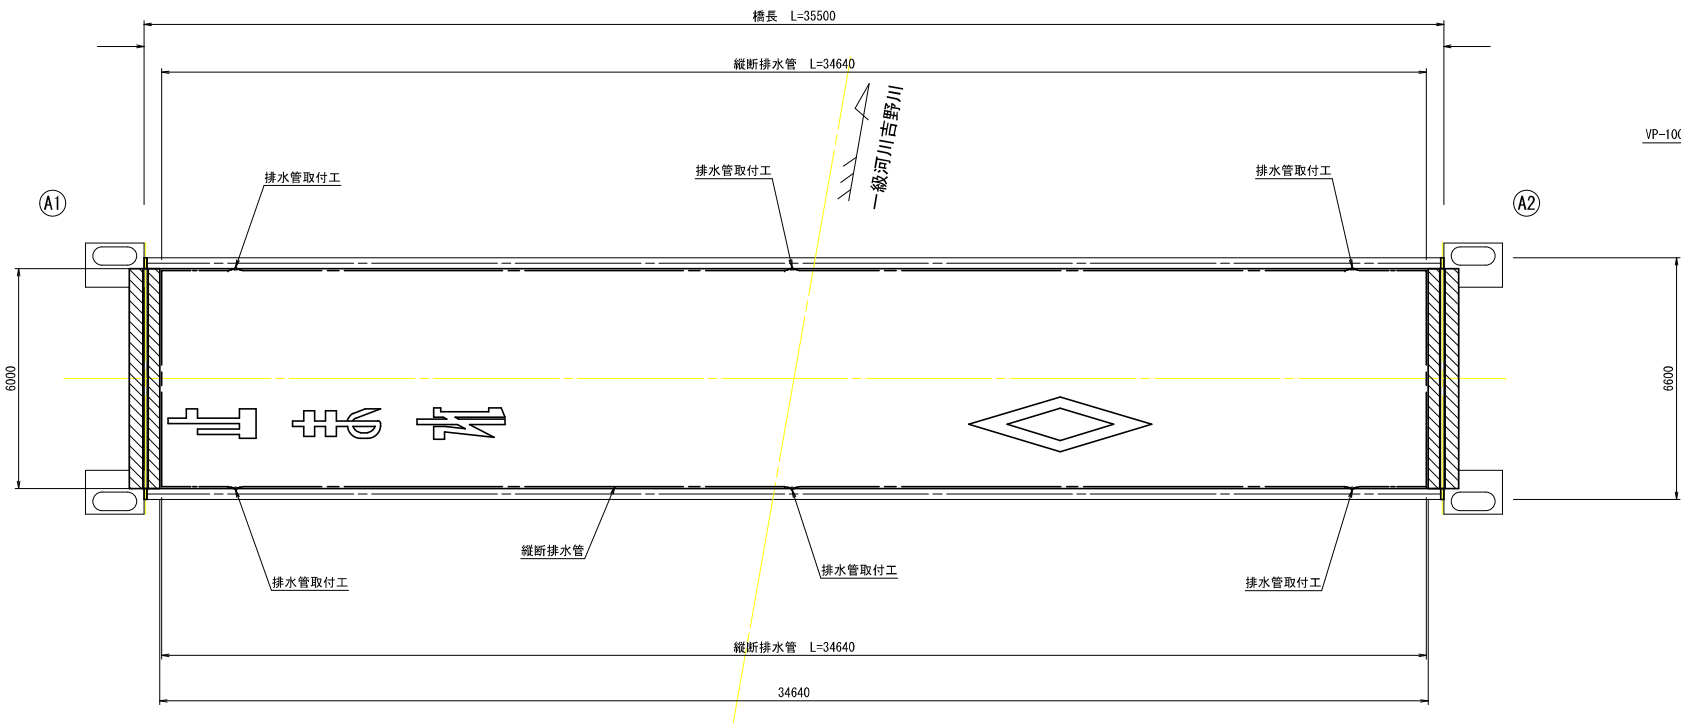 橋長 L=35500
縦断排水管 L=34640
一級河川吉野川
VP-100
排水管取付工
排水管取付工
排水管取付工
A1
A2
6000
6600
止まれ
縦断排水管
排水管取付工
排水管取付工
排水管取付工
縦断排水管 L=34640
34640